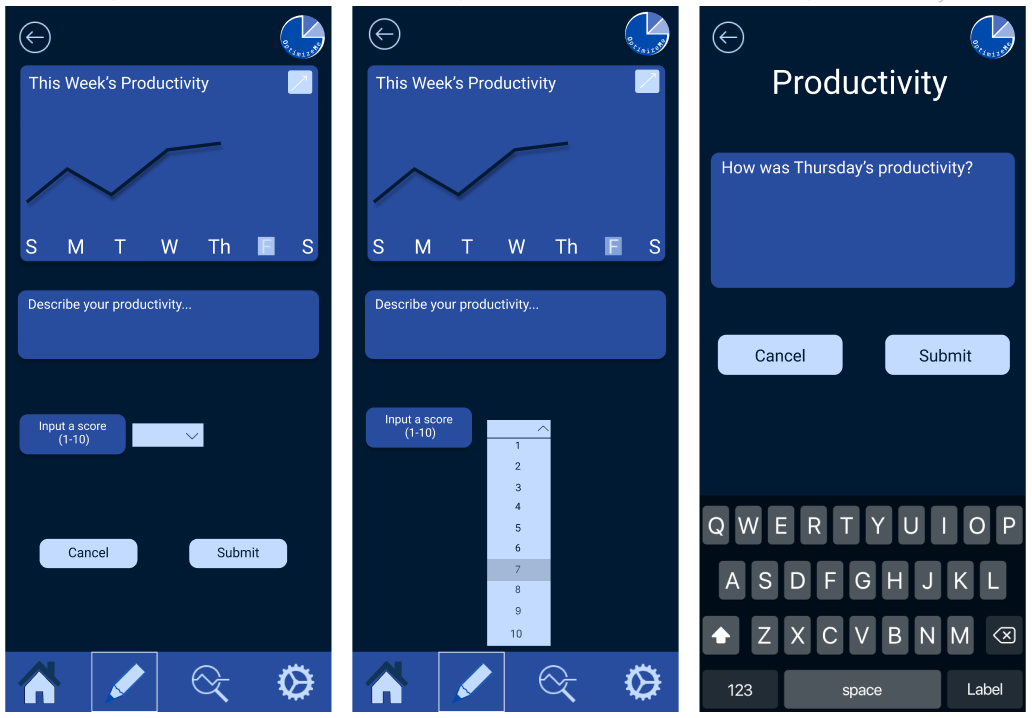 OptimizeMe
This Week's Productivity
S M T W Th F S
Describe your productivity...
Input a score
(1-10)
Cancel Submit
OptimizeMe
This Week's Productivity
S M T W Th F S
Describe your productivity...
Input a score
(1-10)
1
2
3
4
5
6
7
8
9
10
OptimizeMe
Productivity
How was Thursday's productivity?
Cancel Submit
Q W E R T Y U I O P
A S D F G H J K L
Z X C V B N M
123 space Label